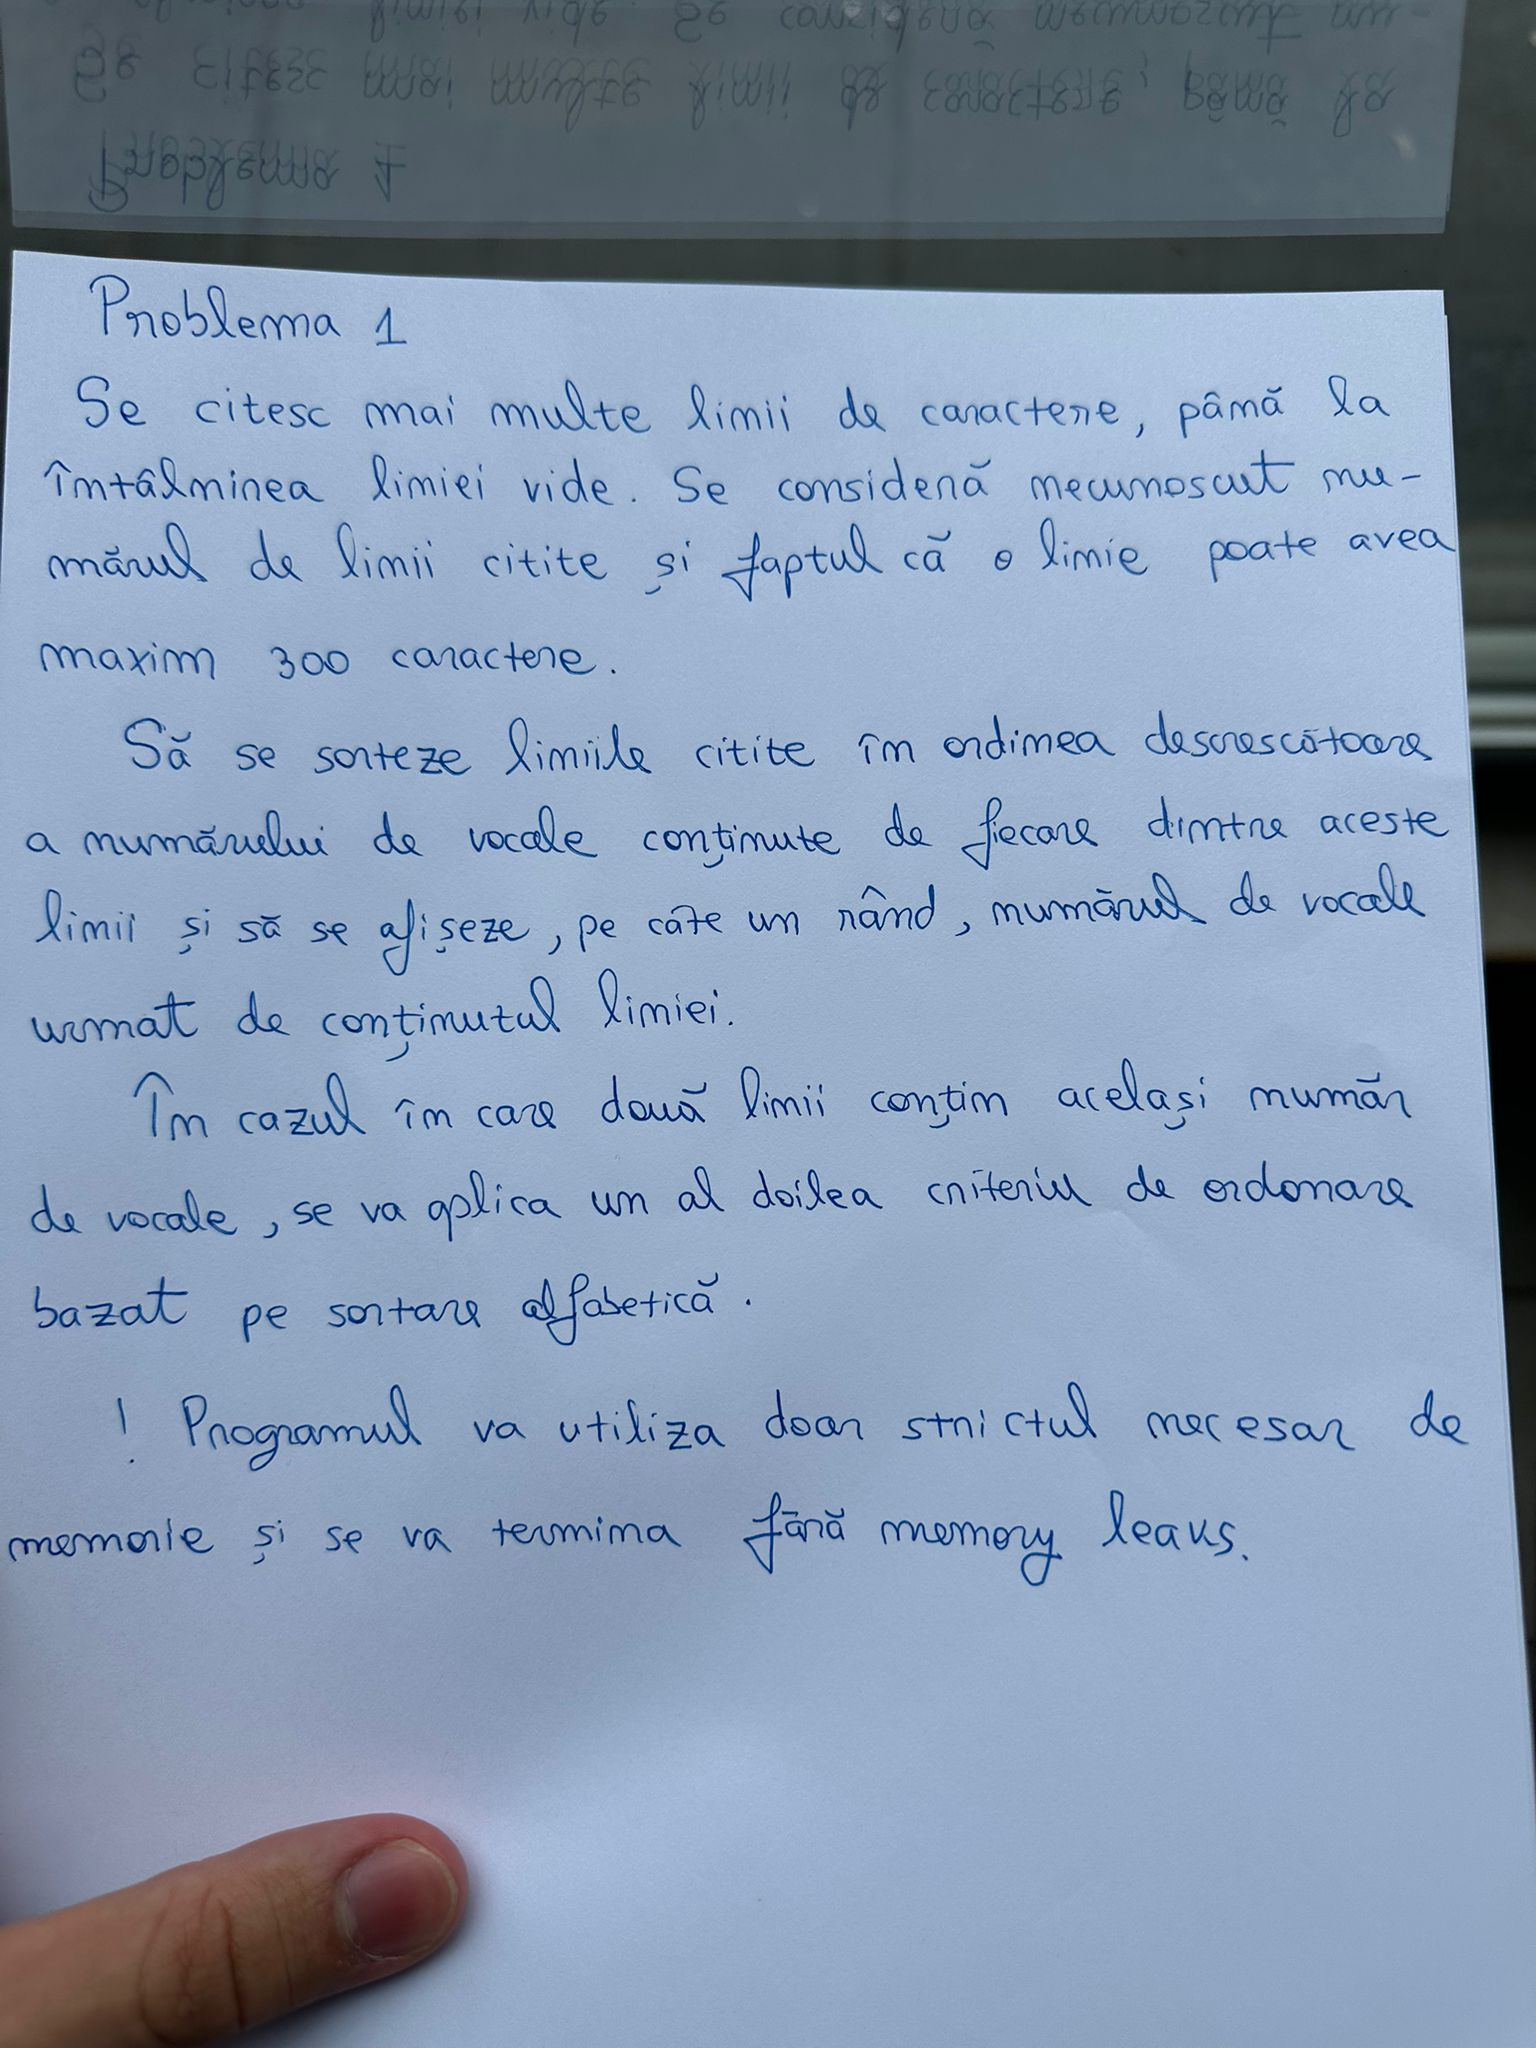 Problema 1
Se citesc mai multe linii de caractere, până la
întâlnirea liniei vide. Se consideră necunoscut nu-
mărul de linii citite și faptul că o linie poate avea
maxim 300 caractere.
Să se sorteze liniile citite în ordinea descrescătoare
a numărului de vocale conținute de fiecare dintre aceste
linii și să se afișeze, pe câte un rând, numărul de vocale
urmat de conținutul liniei.
În cazul în care două linii conțin același număr
de vocale, se va aplica un al doilea criteriu de ordonare
bazat pe sortare alfabetică.
! Programul va utiliza doar strictul necesar de
memorie și se va termina fără memory leaks.